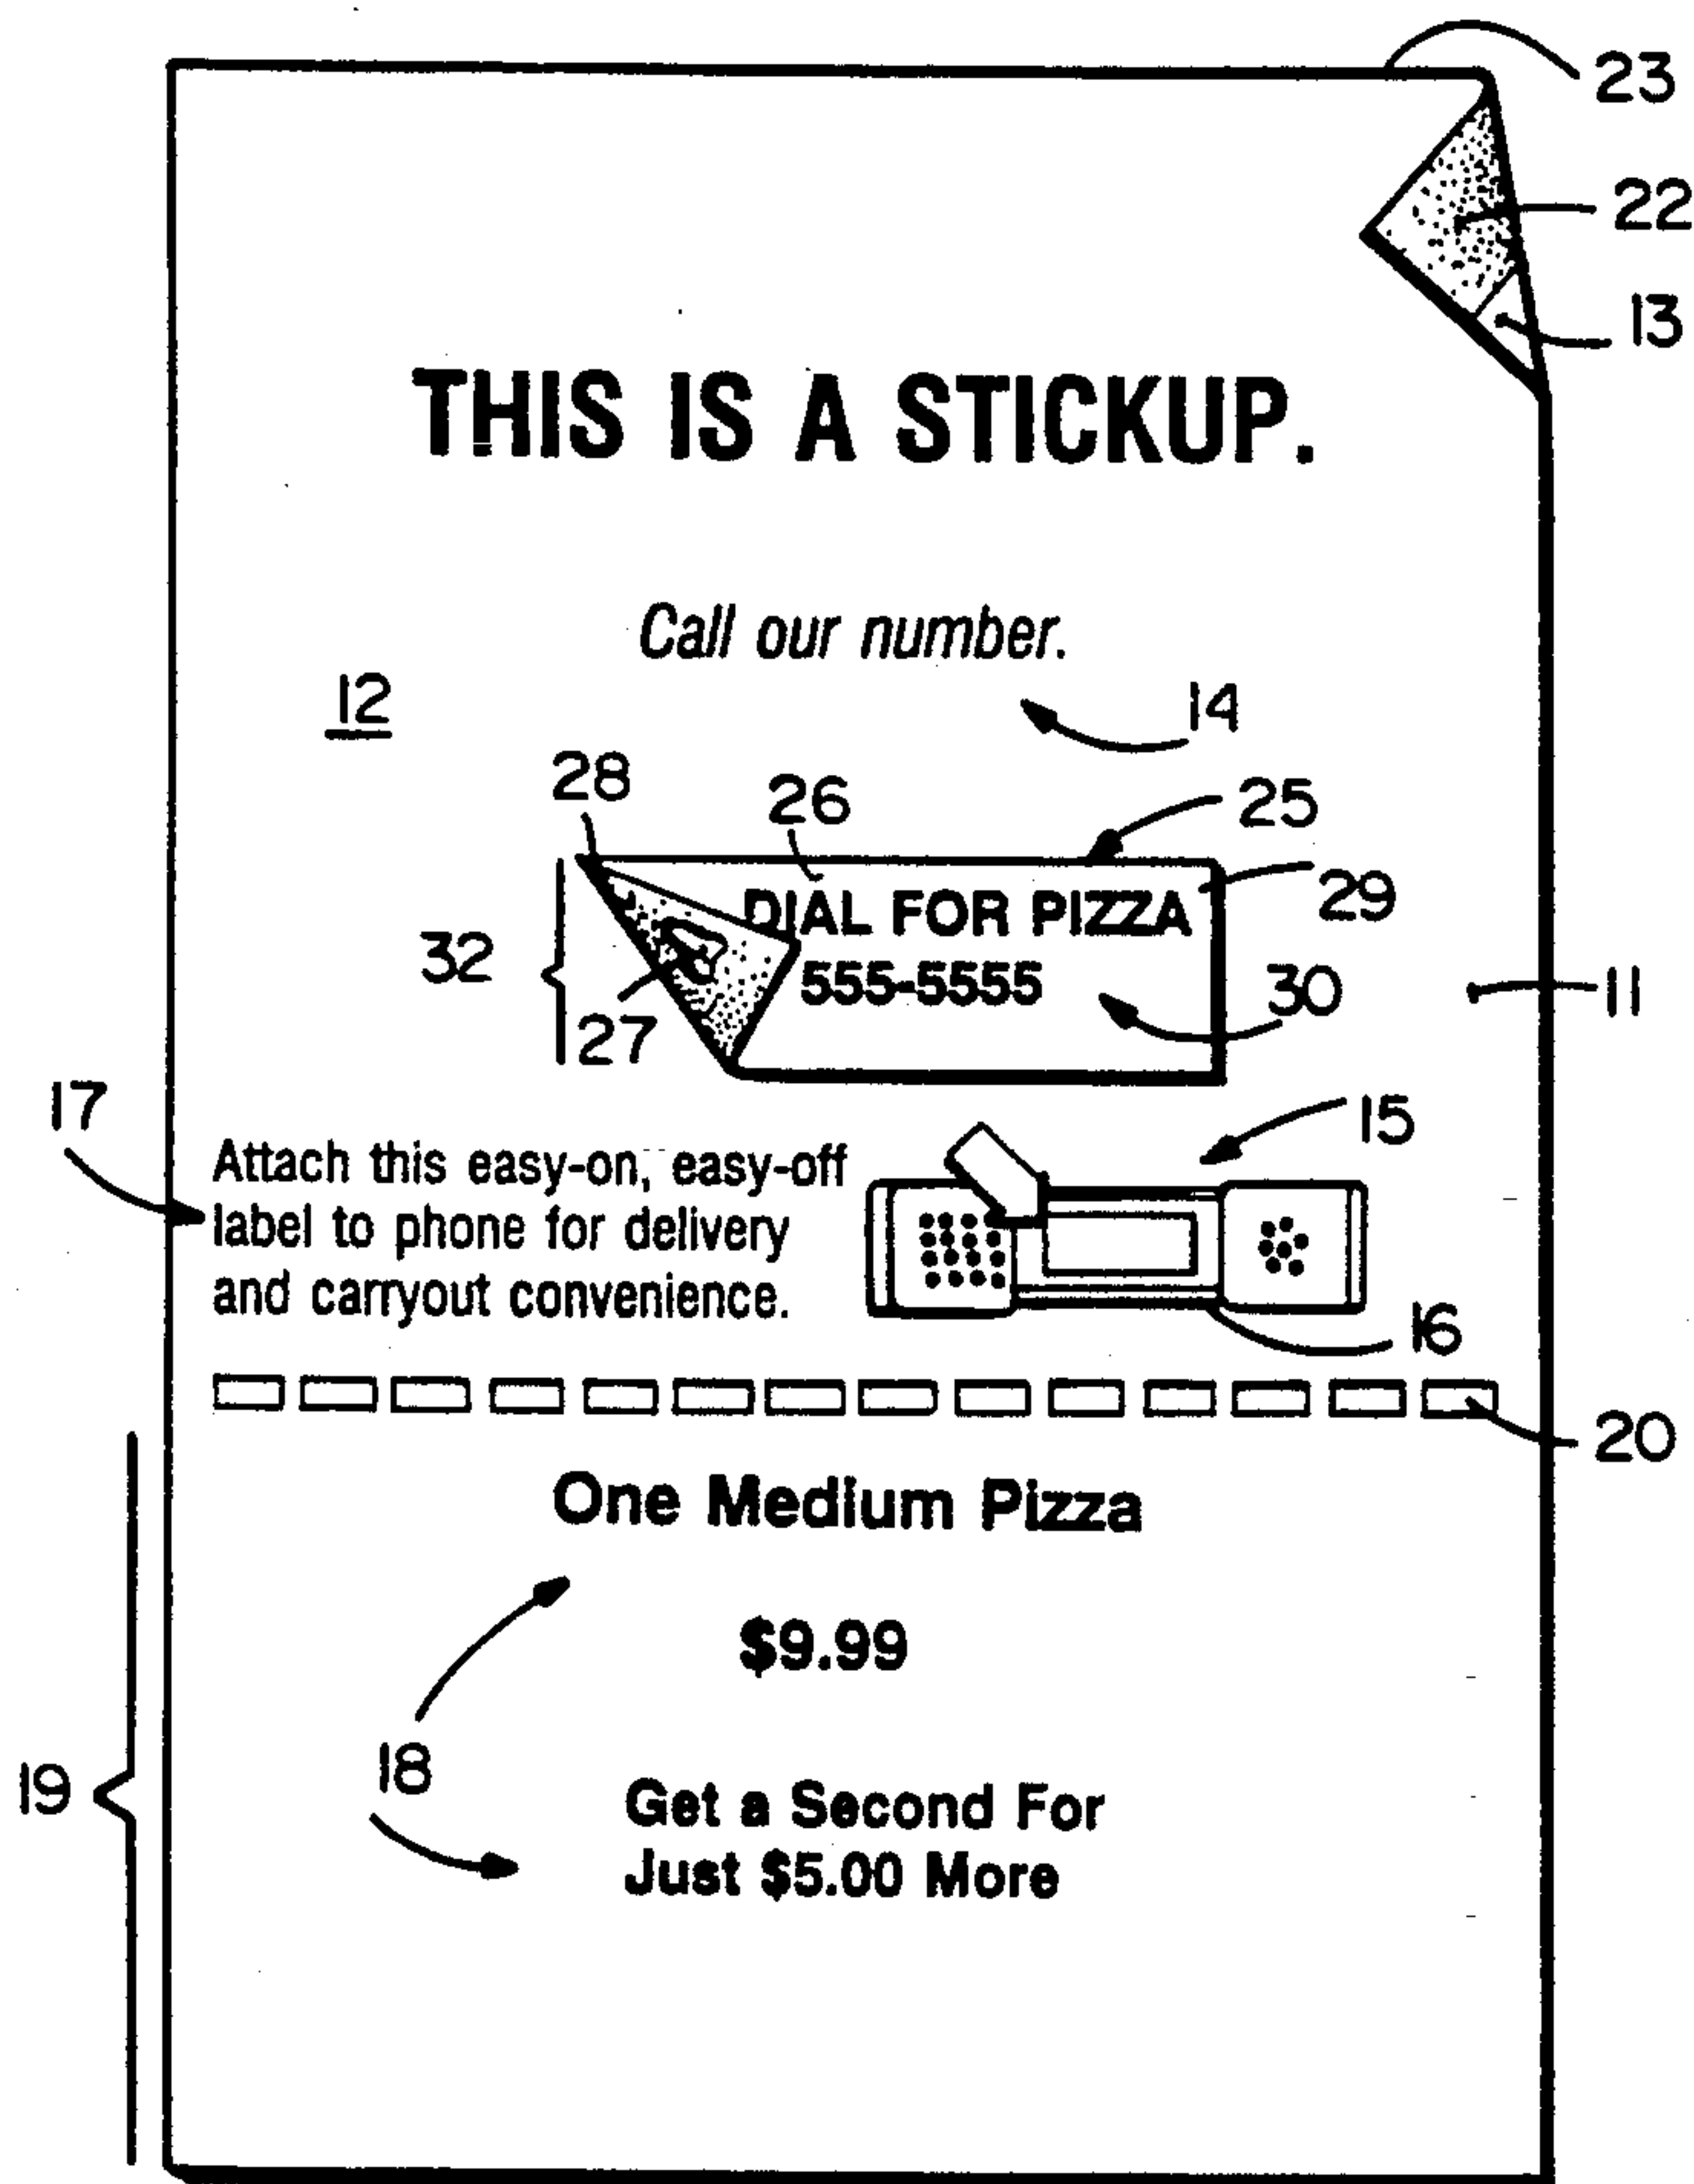 23
22
13
THIS IS A STICKUP.
Call our number.
12
14
28
26
25
29
DIAL FOR PIZZA
32
555-5555
30
11
27
17
15
Attach this easy-on, easy-off
label to phone for delivery
and carryout convenience.
16
20
One Medium Pizza
$9.99
18
19
Get a Second For
Just $5.00 More